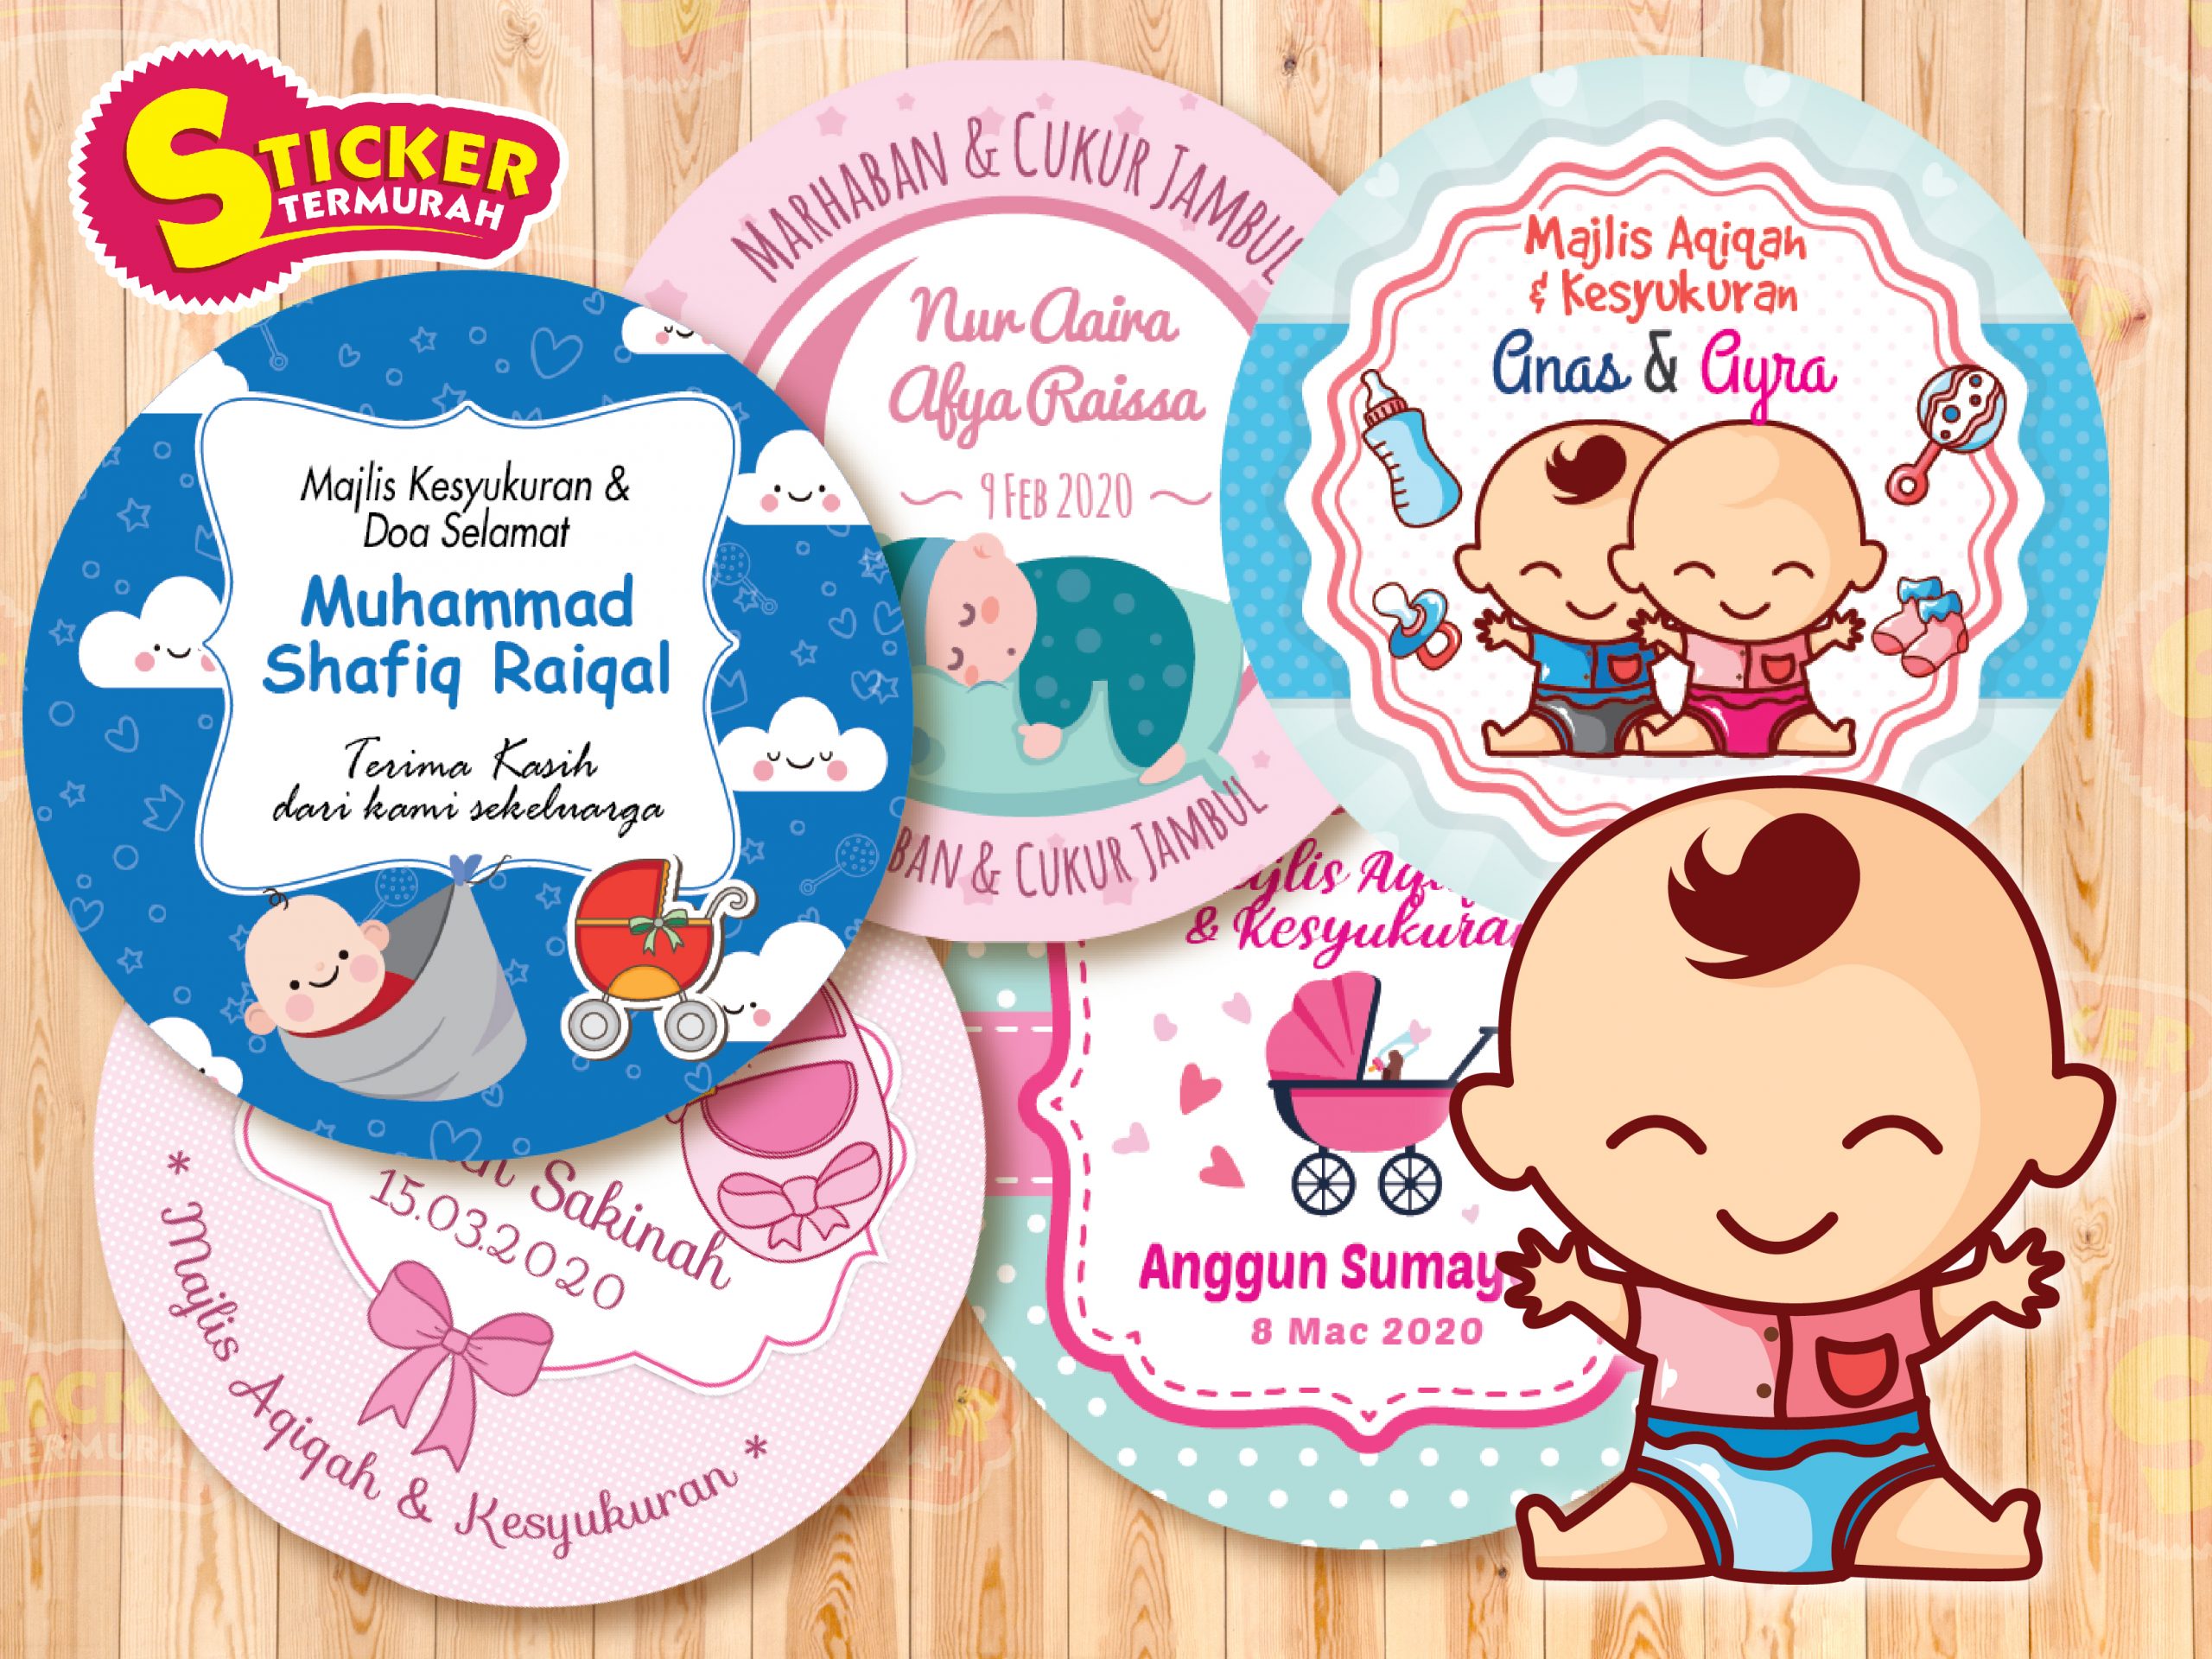 STICKER
TERMURAH
MARHABAN & CUKUR JAMBUL
Nur Aaira
Afya Raissa
9 FEB 2020
& CUKUR JAMBUL
Majlis Aqiqah
& Kesyukuran
Anas & Ayra
Majlis Kesyukuran &
Doa Selamat
Muhammad
Shafiq Raiqal
Terima Kasih
dari kami sekeluarga
& Kesyukuran
Anggun
8 Mac 2020
Sakinah
15.03.2020
* Majlis Aqiqah & Kesyukuran *